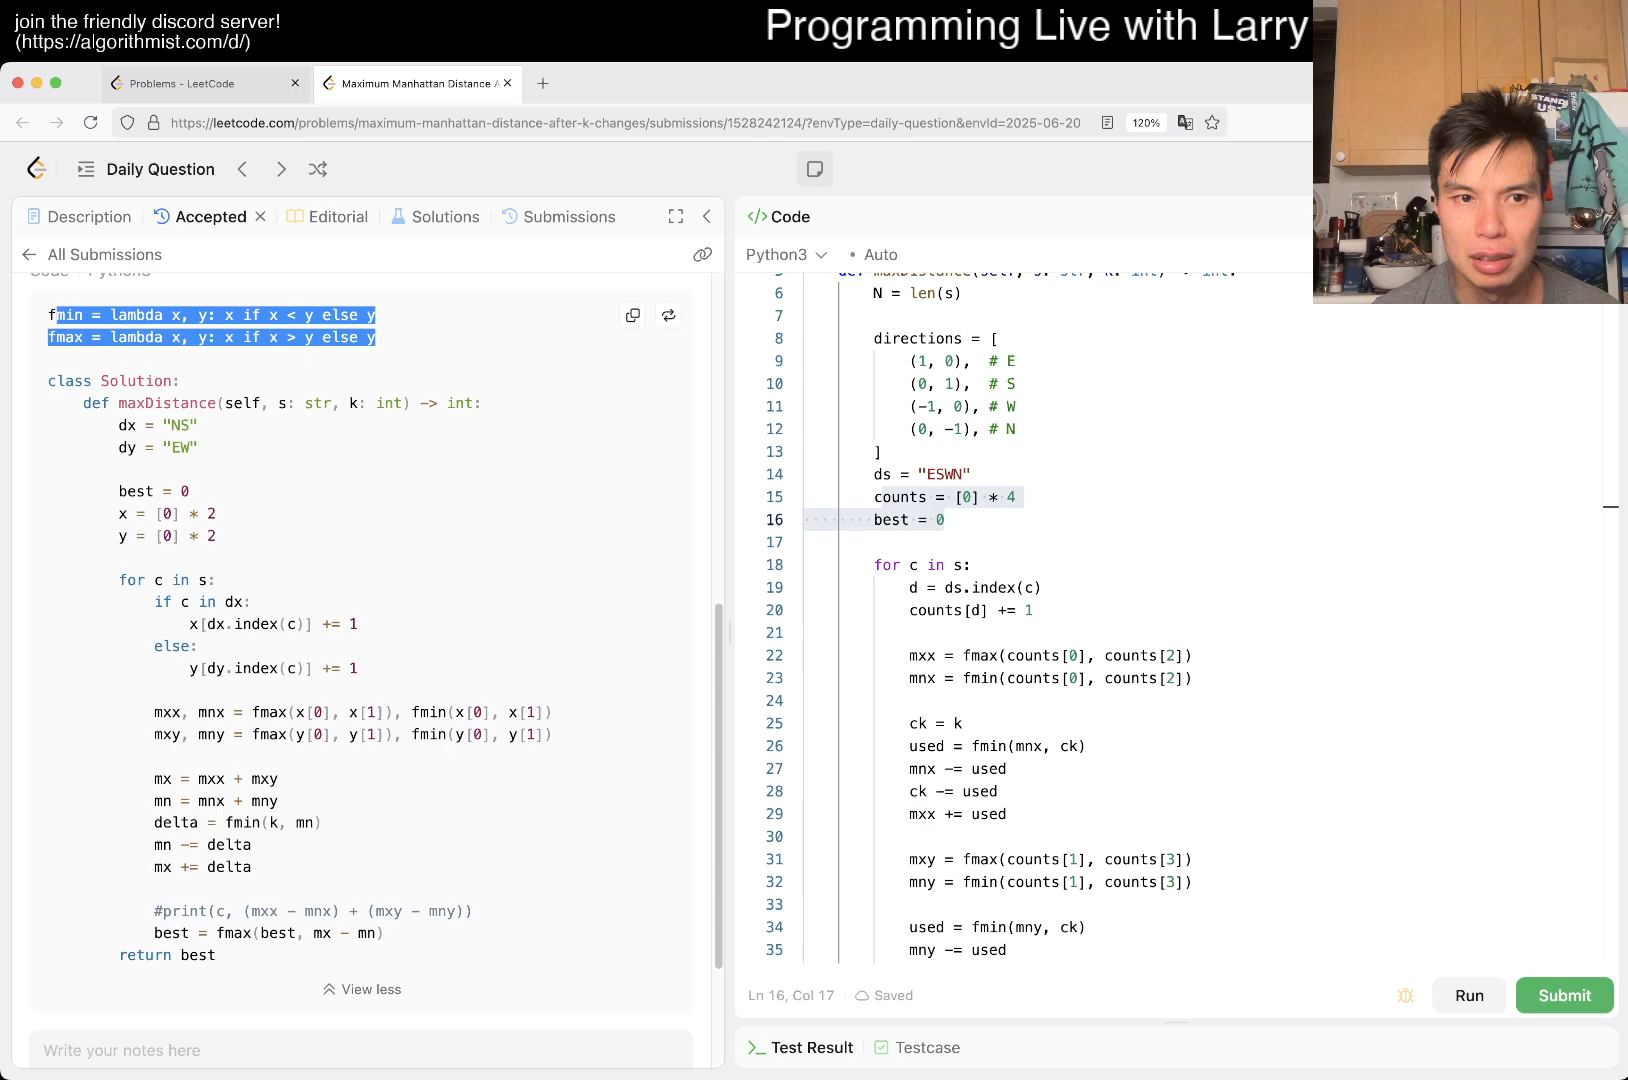 join the friendly discord server!
(https://algorithmist.com/d/)
Programming Live with Larry
Problems - LeetCode
Maximum Manhattan Distance A
https://leetcode.com/problems/maximum-manhattan-distance-after-k-changes/submissions/1528242124/?envType=daily-question&envId=2025-06-20
120%
Daily Question
Description
Accepted
Editorial
Solutions
Submissions
All Submissions
fmin = lambda x, y: x if x < y else y
fmax = lambda x, y: x if x > y else y
class Solution:
def maxDistance(self, s: str, k: int) -> int:
dx = "NS"
dy = "EW"
best = 0
x = [0] * 2
y = [0] * 2
for c in s:
if c in dx:
x[dx.index(c)] += 1
else:
y[dy.index(c)] += 1
mxx, mnx = fmax(x[0], x[1]), fmin(x[0], x[1])
mxy, mny = fmax(y[0], y[1]), fmin(y[0], y[1])
mx = mxx + mxy
mn = mnx + mny
delta = fmin(k, mn)
mn -= delta
mx += delta
#print(c, (mxx - mnx) + (mxy - mny))
best = fmax(best, mx - mn)
return best
View less
Write your notes here
</> Code
Python3
• Auto
5 def maxDistance(self, s: str, k: int) -> int:
6 N = len(s)
7
8 directions = [
9 (1, 0), # E
10 (0, 1), # S
11 (-1, 0), # W
12 (0, -1), # N
13 ]
14 ds = "ESWN"
15 counts = [0] * 4
16 best = 0
17
18 for c in s:
19 d = ds.index(c)
20 counts[d] += 1
21
22 mxx = fmax(counts[0], counts[2])
23 mnx = fmin(counts[0], counts[2])
24
25 ck = k
26 used = fmin(mnx, ck)
27 mnx -= used
28 ck -= used
29 mxx += used
30
31 mxy = fmax(counts[1], counts[3])
32 mny = fmin(counts[1], counts[3])
33
34 used = fmin(mny, ck)
35 mny -= used
Ln 16, Col 17
Saved
Run
Submit
Test Result
Testcase